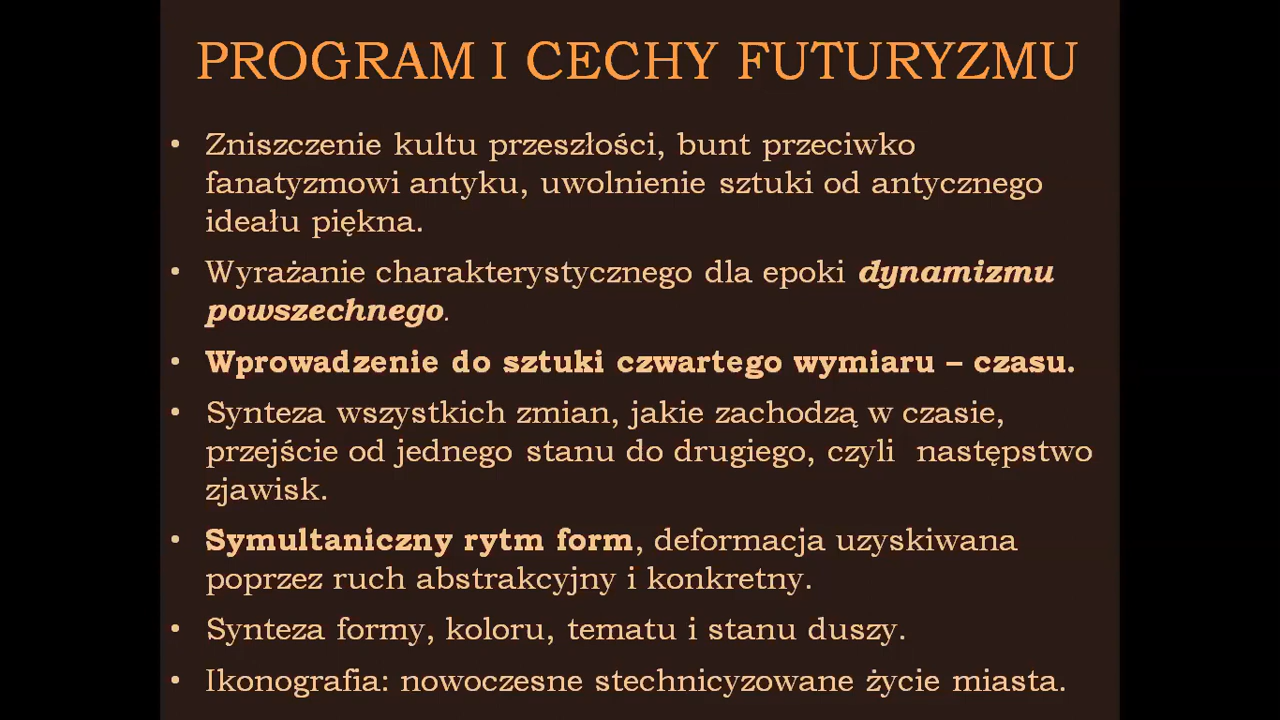 PROGRAM I CECHY FUTURYZMU
• Zniszczenie kultu przeszłości, bunt przeciwko
fanatyzmowi antyku, uwolnienie sztuki od antycznego
ideału piękna.
• Wyrażanie charakterystycznego dla epoki dynamizmu
powszechnego.
• Wprowadzenie do sztuki czwartego wymiaru – czasu.
• Synteza wszystkich zmian, jakie zachodzą w czasie,
przejście od jednego stanu do drugiego, czyli  następstwo
zjawisk.
• Symultaniczny rytm form, deformacja uzyskiwana
poprzez ruch abstrakcyjny i konkretny.
• Synteza formy, koloru, tematu i stanu duszy.
• Ikonografia: nowoczesne stechnicyzowane życie miasta.